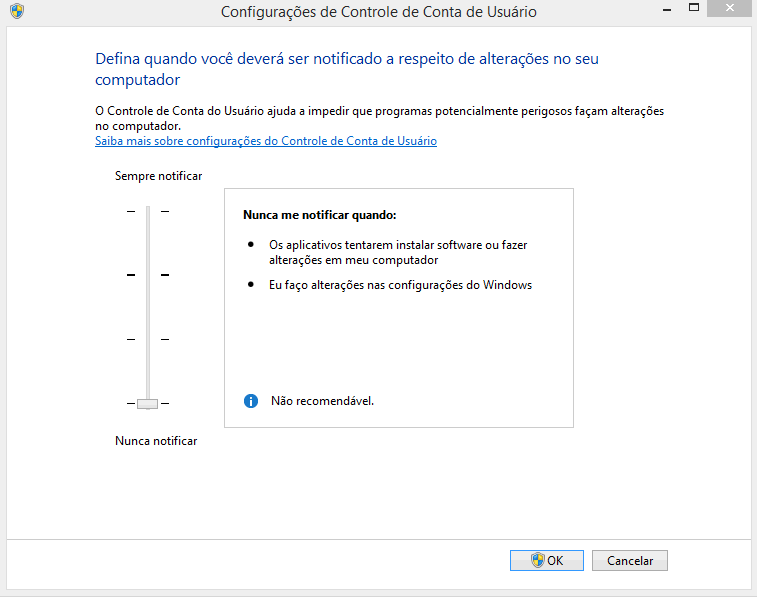 Configurações de Controle de Conta de Usuário
Defina quando você deverá ser notificado a respeito de alterações no seu
computador
O Controle de Conta do Usuário ajuda a impedir que programas potencialmente perigosos façam alterações
no computador.
Saiba mais sobre configurações do Controle de Conta de Usuário
Sempre notificar
Nunca me notificar quando:
Os aplicativos tentarem instalar software ou fazer
alterações em meu computador
Eu faço alterações nas configurações do Windows
Não recomendável.
Nunca notificar
OK
Cancelar